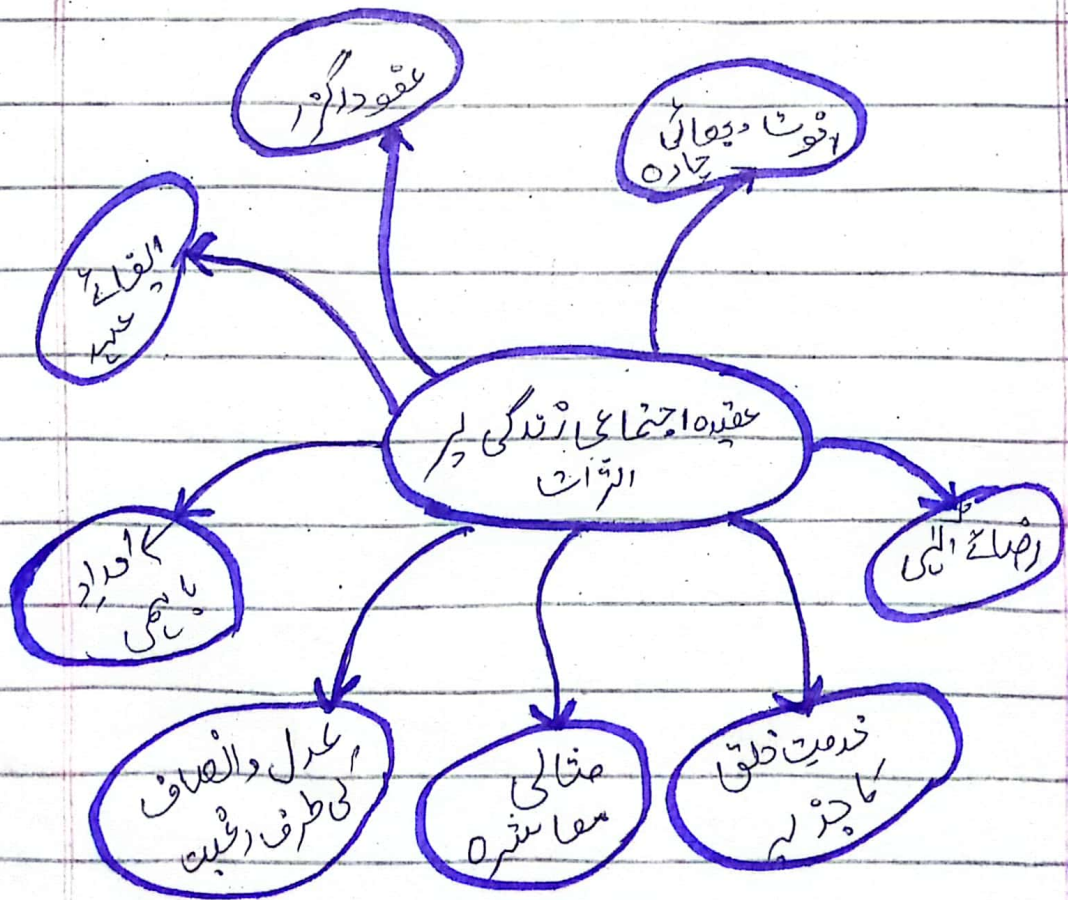 عفو درگزر
اخوت و بھائی
چارہ
ایفائے
عہد
عقیدہ اجتماعی زندگی پر
اثرات
رضائے الٰہی
امداد
باہمی
عدل و انصاف
کی طرف رغبت
مثالی
معاشرہ
خدمت خلق
کا جذبہ